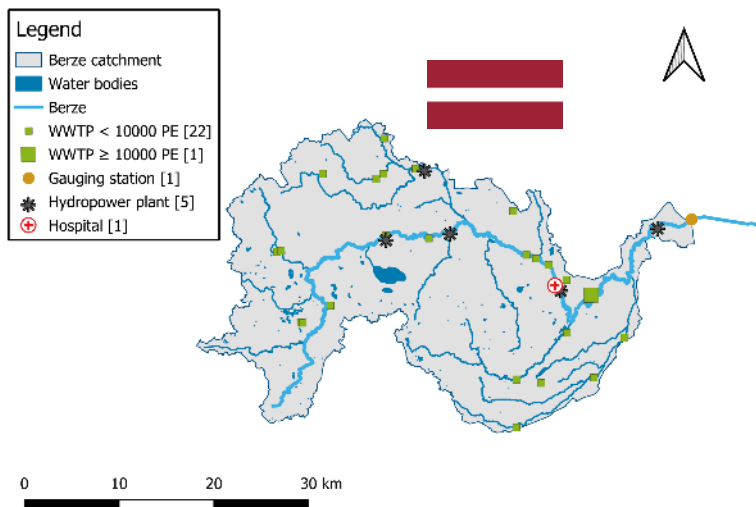 Legend
Berze catchment
Water bodies
Berze
WWTP < 10000 PE [22]
WWTP ≥ 10000 PE [1]
Gauging station [1]
Hydropower plant [5]
Hospital [1]
0 10 20 30 km